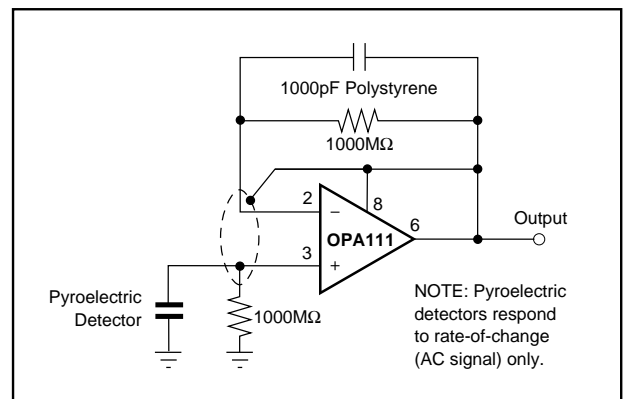 1000pF Polystyrene
1000MΩ
2
8
−
6
Output
OPA111
3
+
Pyroelectric
Detector
1000MΩ
NOTE: Pyroelectric
detectors respond
to rate-of-change
(AC signal) only.